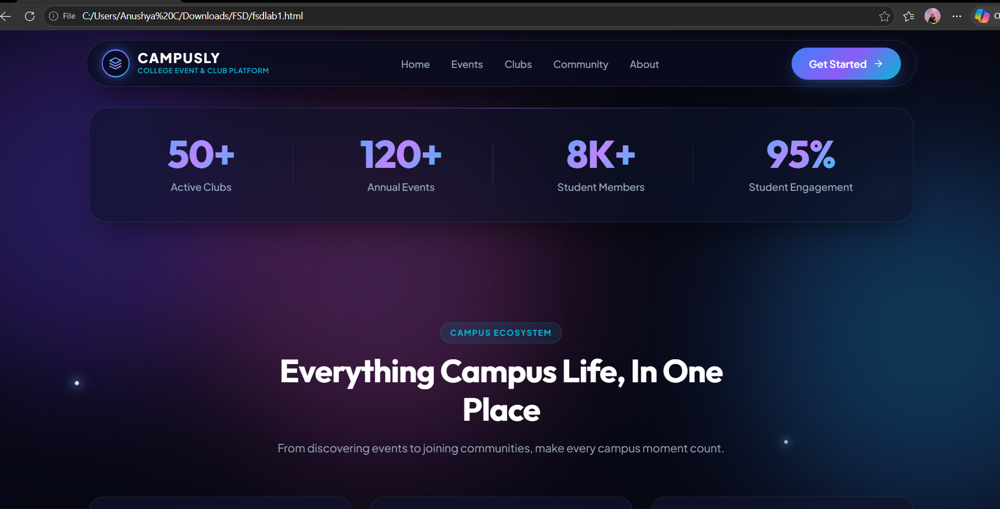 File C:/Users/Anushya%20C/Downloads/FSD/fsdlab1.html
CAMPUSLY
COLLEGE EVENT & CLUB PLATFORM
Home Events Clubs Community About
Get Started →
50+ 120+ 8K+ 95%
Active Clubs Annual Events Student Members Student Engagement
CAMPUS ECOSYSTEM
Everything Campus Life, In One
Place
From discovering events to joining communities, make every campus moment count.